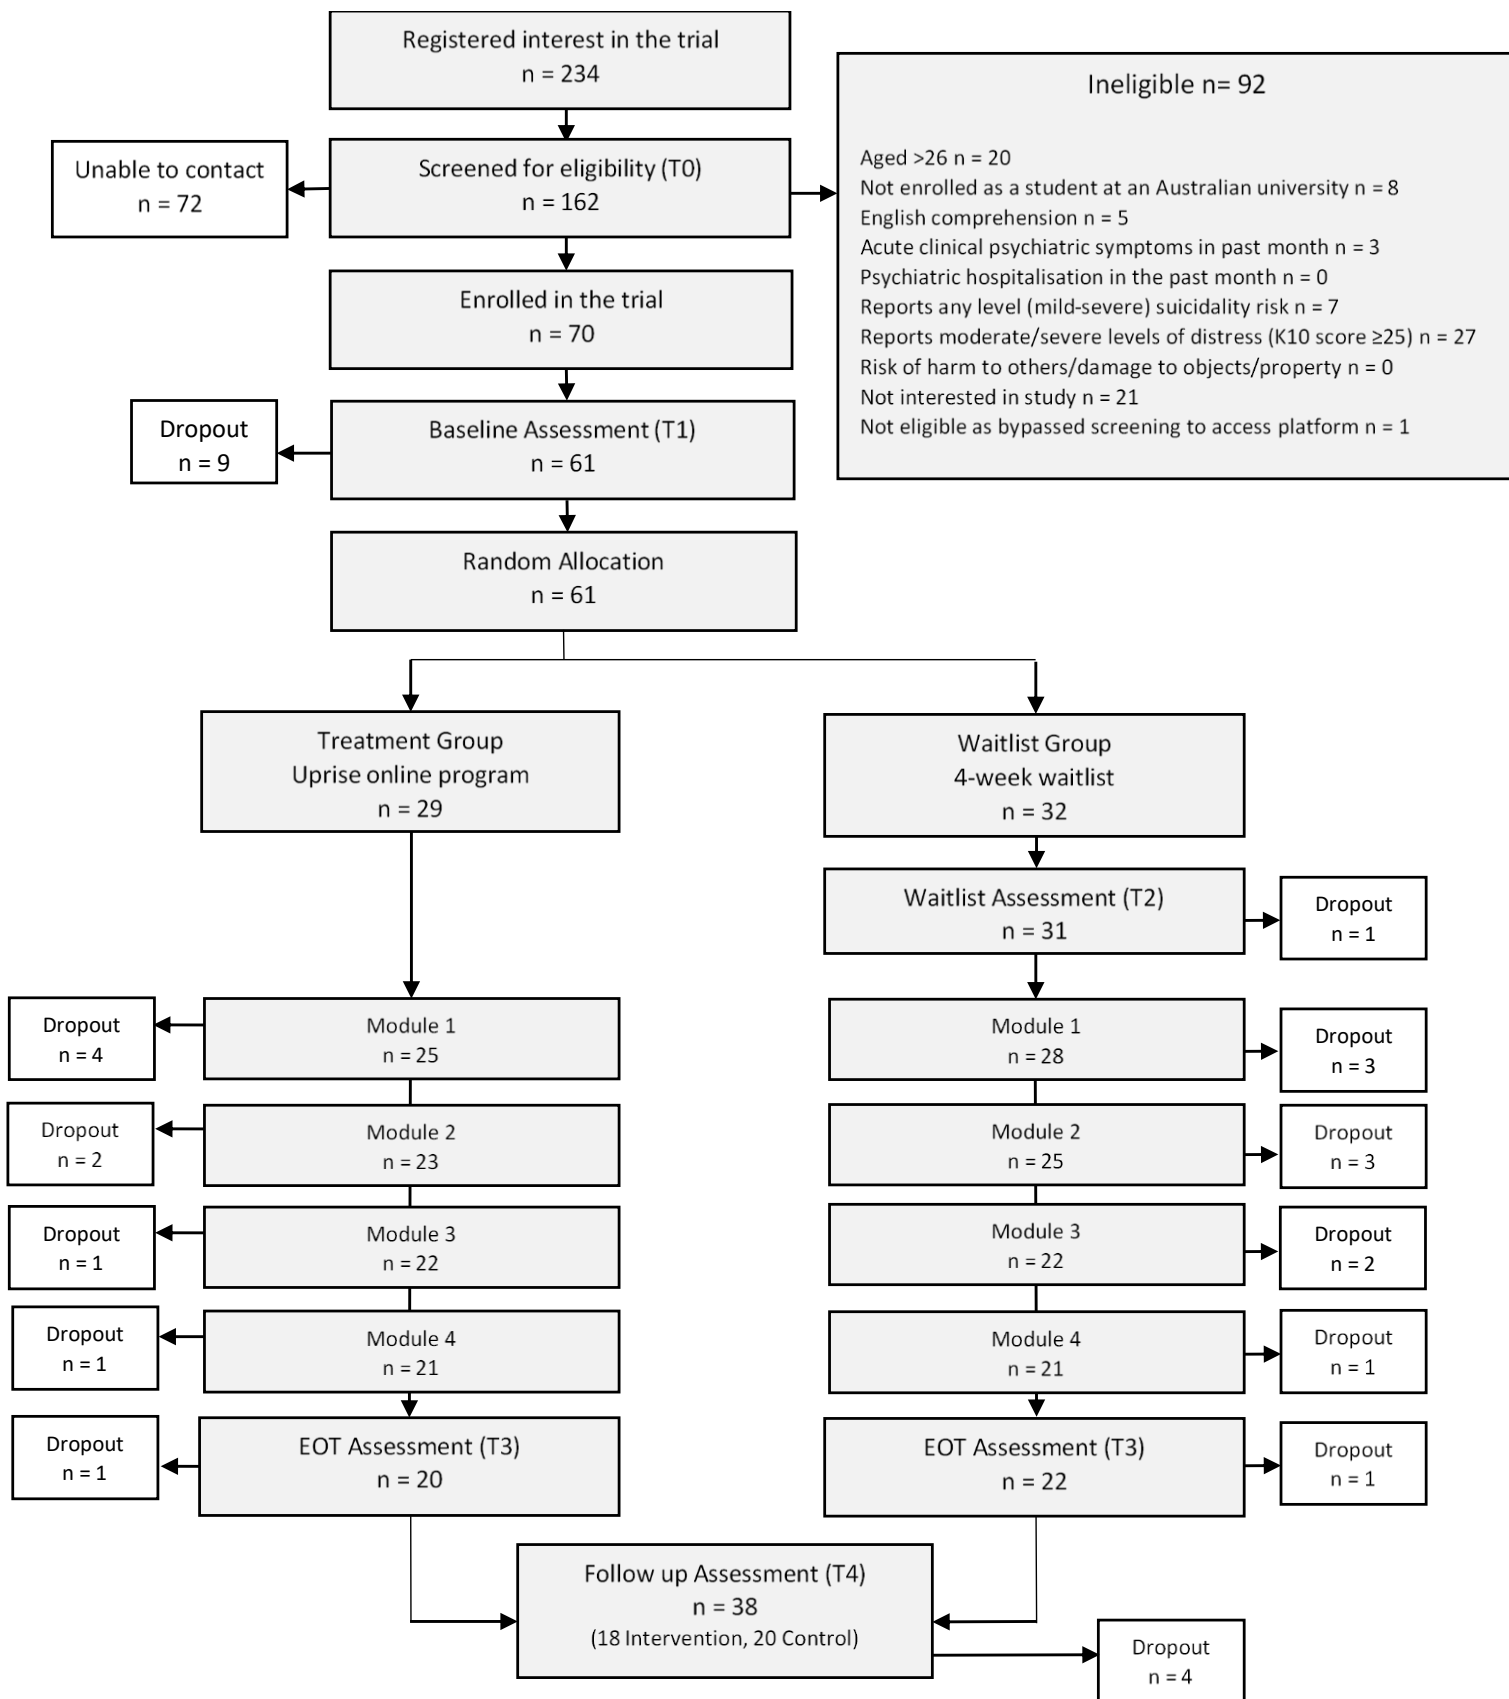 Registered interest in the trial
n = 234
Screened for eligibility (T0)
n = 162
Unable to contact
n = 72
Ineligible n= 92
Aged >26 n = 20
Not enrolled as a student at an Australian university n = 8
English comprehension n = 5
Acute clinical psychiatric symptoms in past month n = 3
Psychiatric hospitalisation in the past month n = 0
Reports any level (mild-severe) suicidality risk n = 7
Reports moderate/severe levels of distress (K10 score ≥25) n = 27
Risk of harm to others/damage to objects/property n = 0
Not interested in study n = 21
Not eligible as bypassed screening to access platform n = 1
Enrolled in the trial
n = 70
Baseline Assessment (T1)
n = 61
Dropout
n = 9
Random Allocation
n = 61
Treatment Group
Uprise online program
n = 29
Waitlist Group
4-week waitlist
n = 32
Waitlist Assessment (T2)
n = 31
Dropout
n = 1
Dropout
n = 4
Module 1
n = 25
Module 1
n = 28
Dropout
n = 3
Dropout
n = 2
Module 2
n = 23
Module 2
n = 25
Dropout
n = 3
Dropout
n = 1
Module 3
n = 22
Module 3
n = 22
Dropout
n = 2
Dropout
n = 1
Module 4
n = 21
Module 4
n = 21
Dropout
n = 1
Dropout
n = 1
EOT Assessment (T3)
n = 20
EOT Assessment (T3)
n = 22
Dropout
n = 1
Follow up Assessment (T4)
n = 38
(18 Intervention, 20 Control)
Dropout
n = 4